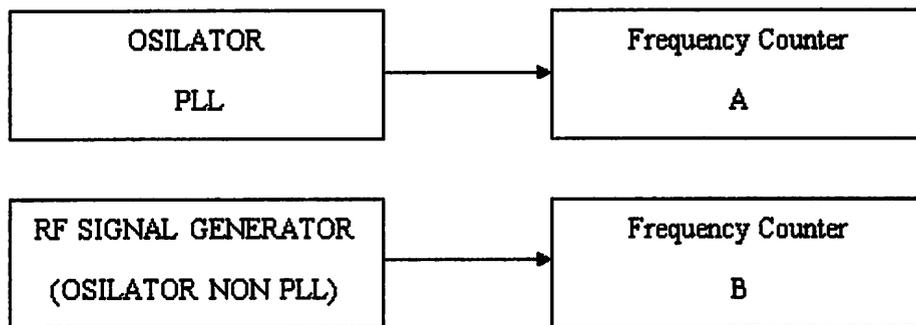 OSILATOR
PLL
Frequency Counter
A
RF SIGNAL GENERATOR
(OSILATOR NON PLL)
Frequency Counter
B